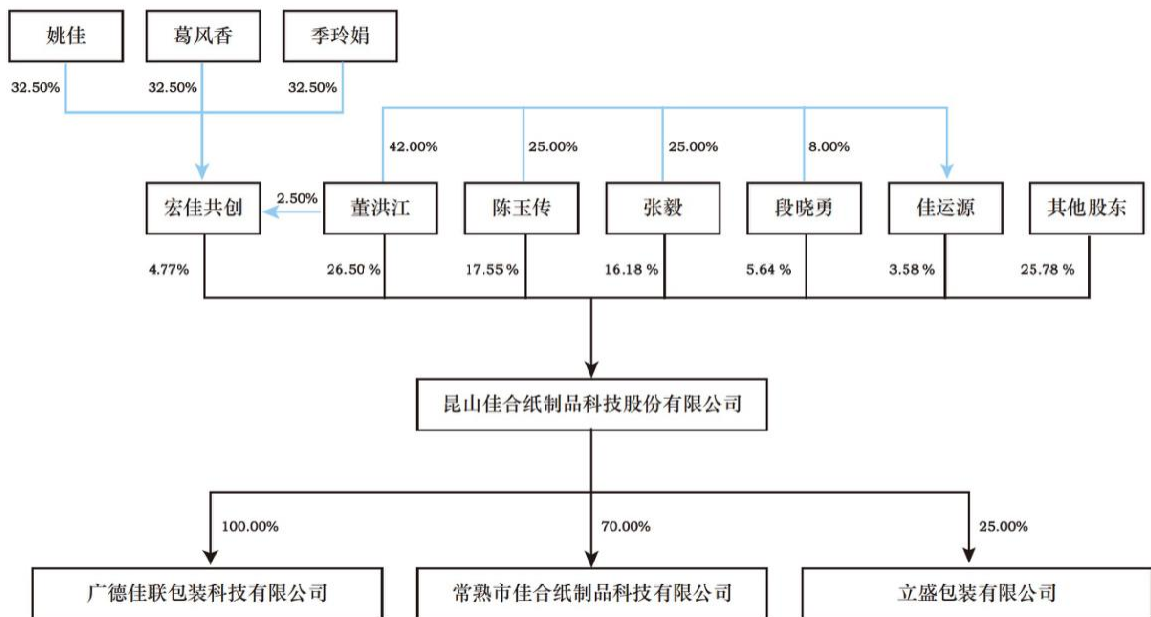 姚佳
葛风香
季玲娟
32.50%
32.50%
32.50%
42.00%
25.00%
25.00%
8.00%
宏佳共创
2.50%
董洪江
陈玉传
张毅
段晓勇
佳运源
其他股东
4.77%
26.50 %
17.55 %
16.18 %
5.64 %
3.58 %
25.78 %
昆山佳合纸制品科技股份有限公司
100.00%
70.00%
25.00%
广德佳联包装科技有限公司
常熟市佳合纸制品科技有限公司
立盛包装有限公司